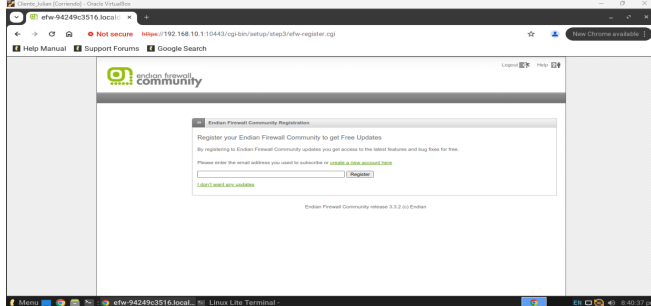 Cliente_Julian [Corriendo] - Oracle VirtualBox
efw-94249c3516.locald
Not secure https://192.168.10.1:10443/cgi-bin/setup/step3/efw-register.cgi
New Chrome available
Help Manual Support Forums Google Search
Logout Help
endian firewall
community
Endian Firewall Community Registration
Register your Endian Firewall Community to get Free Updates
By registering to Endian Firewall Community updates you get access to the latest features and bug fixes for free.
Please enter the email address you used to subscribe or create a new account here
Register
I don't want any updates
Endian Firewall Community release 3.3.2 (c) Endian
Menu efw-94249c3516.local... Linux Lite Terminal - EN 6:40:37